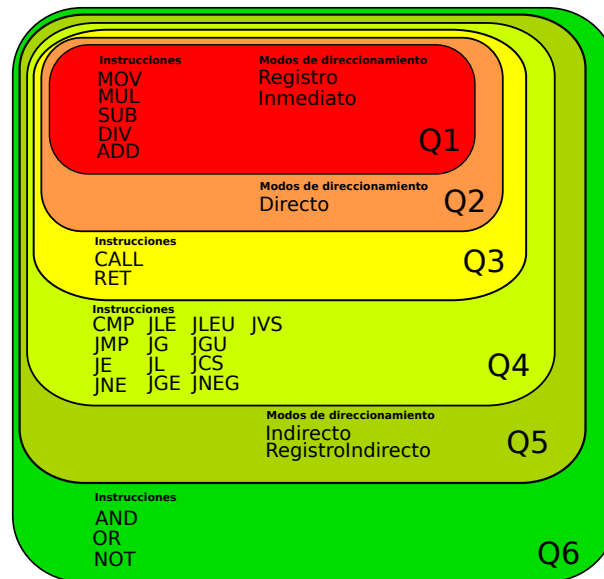 Instrucciones Modos de direccionamiento
MOV Registro
MUL Inmediato
SUB
DIV
ADD
Q1
Modos de direccionamiento
Directo
Q2
Instrucciones
CALL
RET
Q3
Instrucciones
CMP JLE JLEU JVS
JMP JG JGU
JE JL JCS
JNE JGE JNEG
Q4
Modos de direccionamiento
Indirecto
RegistroIndirecto
Q5
Instrucciones
AND
OR
NOT
Q6